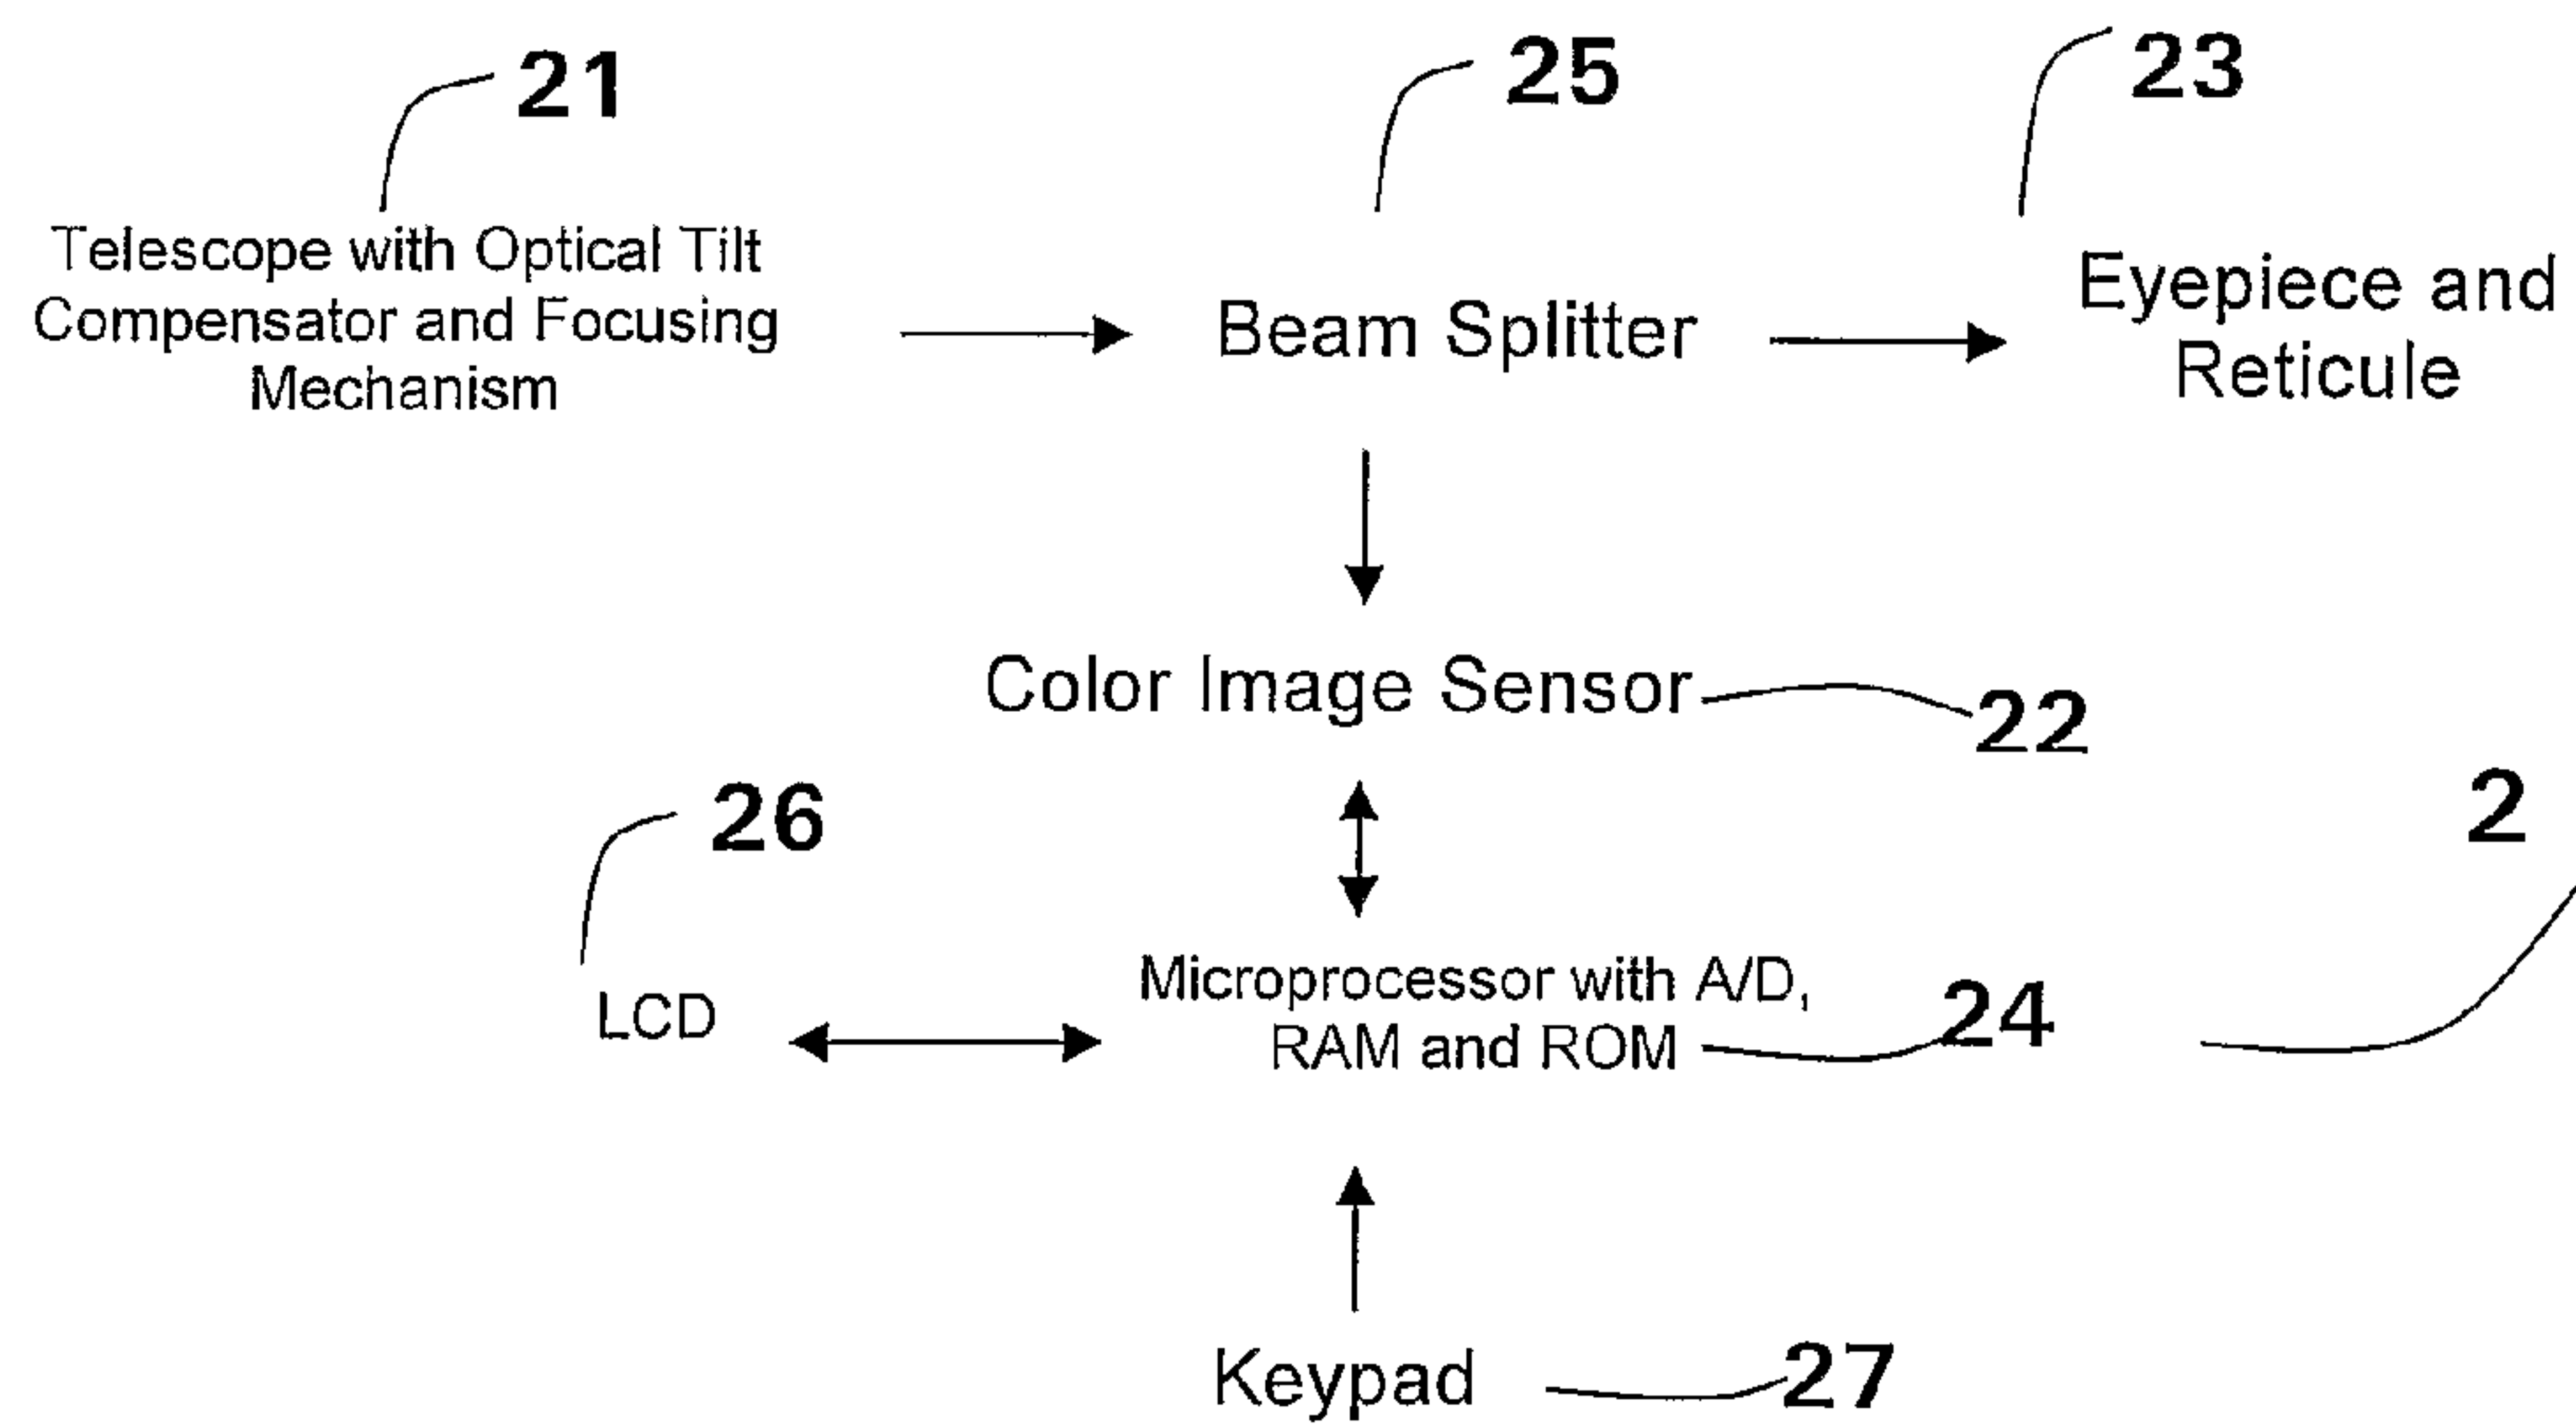 21
25
23
Telescope with Optical Tilt
Compensator and Focusing
Mechanism
Beam Splitter
Eyepiece and
Reticule
Color Image Sensor
22
26
2
LCD
Microprocessor with A/D,
RAM and ROM
24
Keypad
27